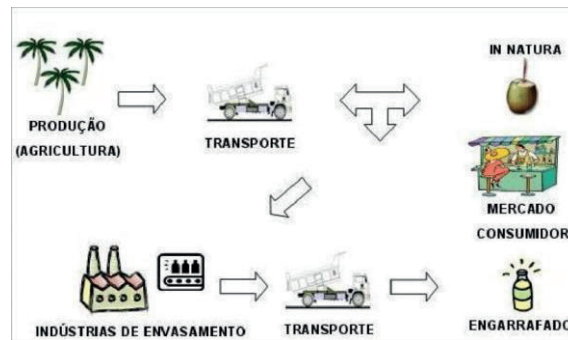 IN NATURA
PRODUÇÃO
(AGRICULTURA)
TRANSPORTE
MERCADO
CONSUMIDOR
INDÚSTRIAS DE ENVASAMENTO
TRANSPORTE
ENGARRAFADO